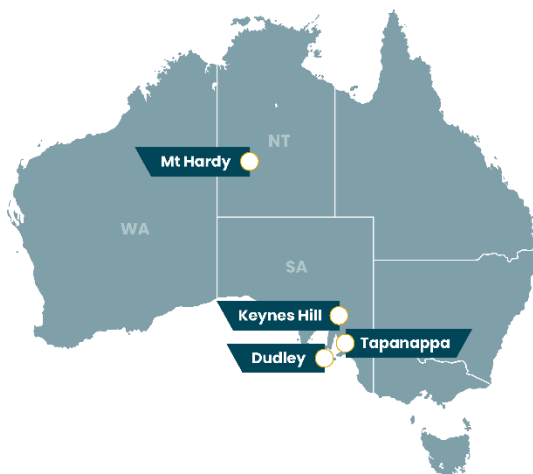 NT
Mt Hardy
WA
SA
Keynes Hill
Tapanappa
Dudley